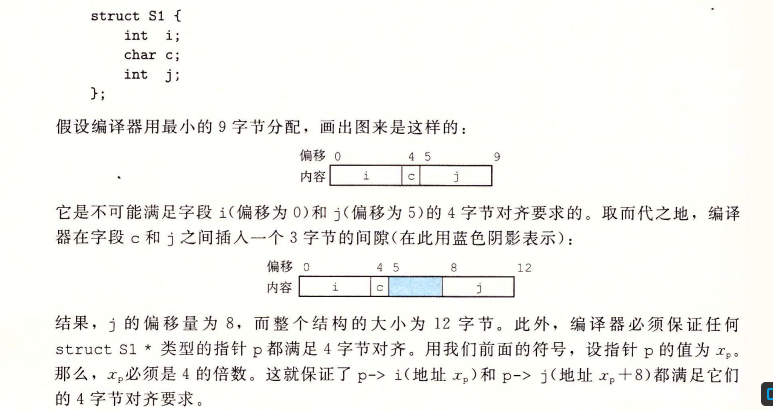 struct S1 {
int i;
char c;
int j;
};
假设编译器用最小的 9 字节分配，画出图来是这样的：
偏移 0 4 5 9
内容 i c j
它是不可能满足字段 i(偏移为 0)和 j(偏移为 5)的 4 字节对齐要求的。取而代之地，编译
器在字段 c 和 j 之间插入一个 3 字节的间隙(在此用蓝色阴影表示)：
偏移 0 4 5 8 12
内容 i c j
结果，j 的偏移量为 8，而整个结构的大小为 12 字节。此外，编译器必须保证任何
struct S1 * 类型的指针 p 都满足 4 字节对齐。用我们前面的符号，设指针 p 的值为 xₚ。
那么，xₚ必须是 4 的倍数。这就保证了 p-> i(地址 xₚ)和 p-> j(地址 xₚ＋8)都满足它们
的 4 字节对齐要求。